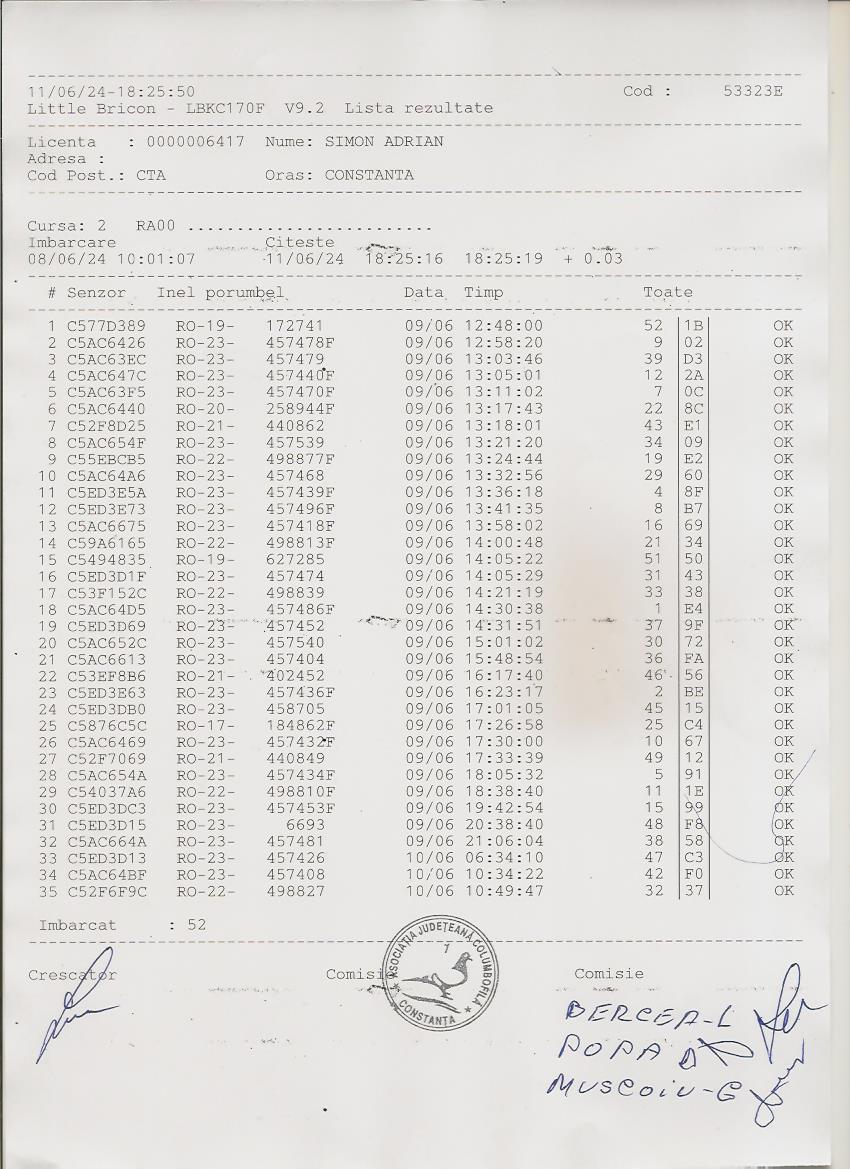 11/06/24-18:25:50 Cod : 53323E
Little Bricon - LBKC170F V9.2 Lista rezultate
Licenta : 0000006417 Nume: SIMON ADRIAN
Adresa :
Cod Post.: CTA Oras: CONSTANTA
Cursa: 2 RA00 .........................
Imbarcare Citeste
08/06/24 10:01:07 11/06/24 18:25:16 18:25:19 + 0.03
# Senzor Inel porumbel Data Timp Toate
1 C577D389 RO-19- 172741 09/06 12:48:00 52 1B OK
2 C5AC6426 RO-23- 457478F 09/06 12:58:20 9 02 OK
3 C5AC63EC RO-23- 457479 09/06 13:03:46 39 D3 OK
4 C5AC647C RO-23- 457440F 09/06 13:05:01 12 2A OK
5 C5AC63F5 RO-23- 457470F 09/06 13:11:02 7 0C OK
6 C5AC6440 RO-20- 258944F 09/06 13:17:43 22 8C OK
7 C52F8D25 RO-21- 440862 09/06 13:18:01 43 E1 OK
8 C5AC654F RO-23- 457539 09/06 13:21:20 34 09 OK
9 C55EBCB5 RO-22- 498877F 09/06 13:24:44 19 E2 OK
10 C5AC64A6 RO-23- 457468 09/06 13:32:56 29 60 OK
11 C5ED3E5A RO-23- 457439F 09/06 13:36:18 4 8F OK
12 C5ED3E73 RO-23- 457496F 09/06 13:41:35 8 B7 OK
13 C5AC6675 RO-23- 457418F 09/06 13:58:02 16 69 OK
14 C59A6165 RO-22- 498813F 09/06 14:00:48 21 34 OK
15 C5494835 RO-19- 627285 09/06 14:05:22 51 50 OK
16 C5ED3D1F RO-23- 457474 09/06 14:05:29 31 43 OK
17 C53F152C RO-22- 498839 09/06 14:21:19 33 38 OK
18 C5AC64D5 RO-23- 457486F 09/06 14:30:38 1 E4 OK
19 C5ED3D69 RO-23- 457452 09/06 14:31:51 37 9F OK
20 C5AC652C RO-23- 457540 09/06 15:01:02 30 72 OK
21 C5AC6613 RO-23- 457404 09/06 15:48:54 36 FA OK
22 C53EF8B6 RO-21- 402452 09/06 16:17:40 46 56 OK
23 C5ED3E63 RO-23- 457436F 09/06 16:23:17 2 BE OK
24 C5ED3DB0 RO-23- 458705 09/06 17:01:05 45 15 OK
25 C5876C5C RO-17- 184862F 09/06 17:26:58 25 C4 OK
26 C5AC6469 RO-23- 457432F 09/06 17:30:00 10 67 OK
27 C52F7069 RO-21- 440849 09/06 17:33:39 49 12 OK
28 C5AC654A RO-23- 457434F 09/06 18:05:32 5 91 OK
29 C54037A6 RO-22- 498810F 09/06 18:38:40 11 1E OK
30 C5ED3DC3 RO-23- 457453F 09/06 19:42:54 15 99 OK
31 C5ED3D15 RO-23- 6693 09/06 20:38:40 48 F8 OK
32 C5AC664A RO-23- 457481 09/06 21:06:04 38 58 OK
33 C5ED3D13 RO-23- 457426 10/06 06:34:10 47 C3 OK
34 C5AC64BF RO-23- 457408 10/06 10:34:22 42 F0 OK
35 C52F6F9C RO-22- 498827 10/06 10:49:47 32 37 OK
Imbarcat : 52
Crescator Comisie Comisie
ASOCIAȚIA JUDEȚEANĂ COLUMBOFILĂ
1
★ CONSTANTA ★
BERCEA-L
POPA D
MUSCOIU-G